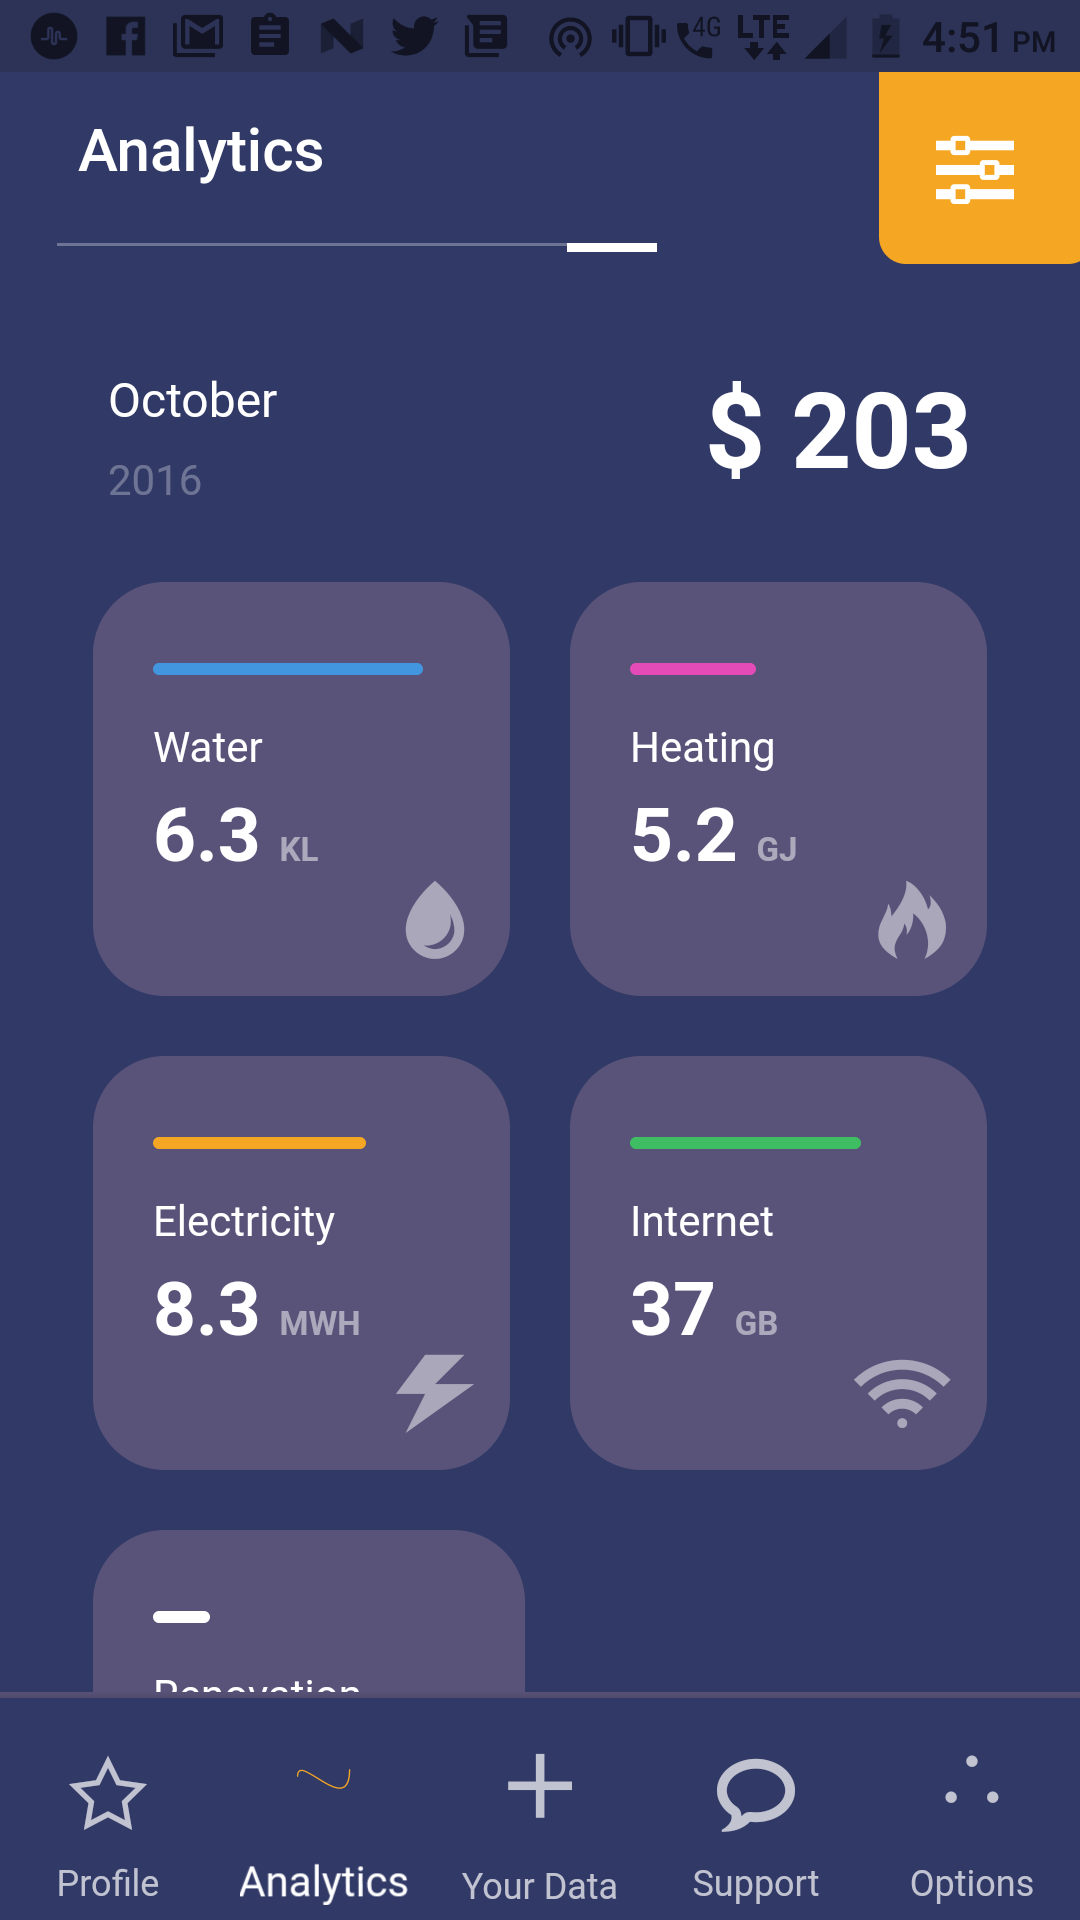 4G LTE 4:51 PM
Analytics
October
$ 203
2016
Water
Heating
6.3 KL
5.2 GJ
Electricity
Internet
8.3 MWH
37 GB
Renovation
Profile
Analytics
Your Data
Support
Options